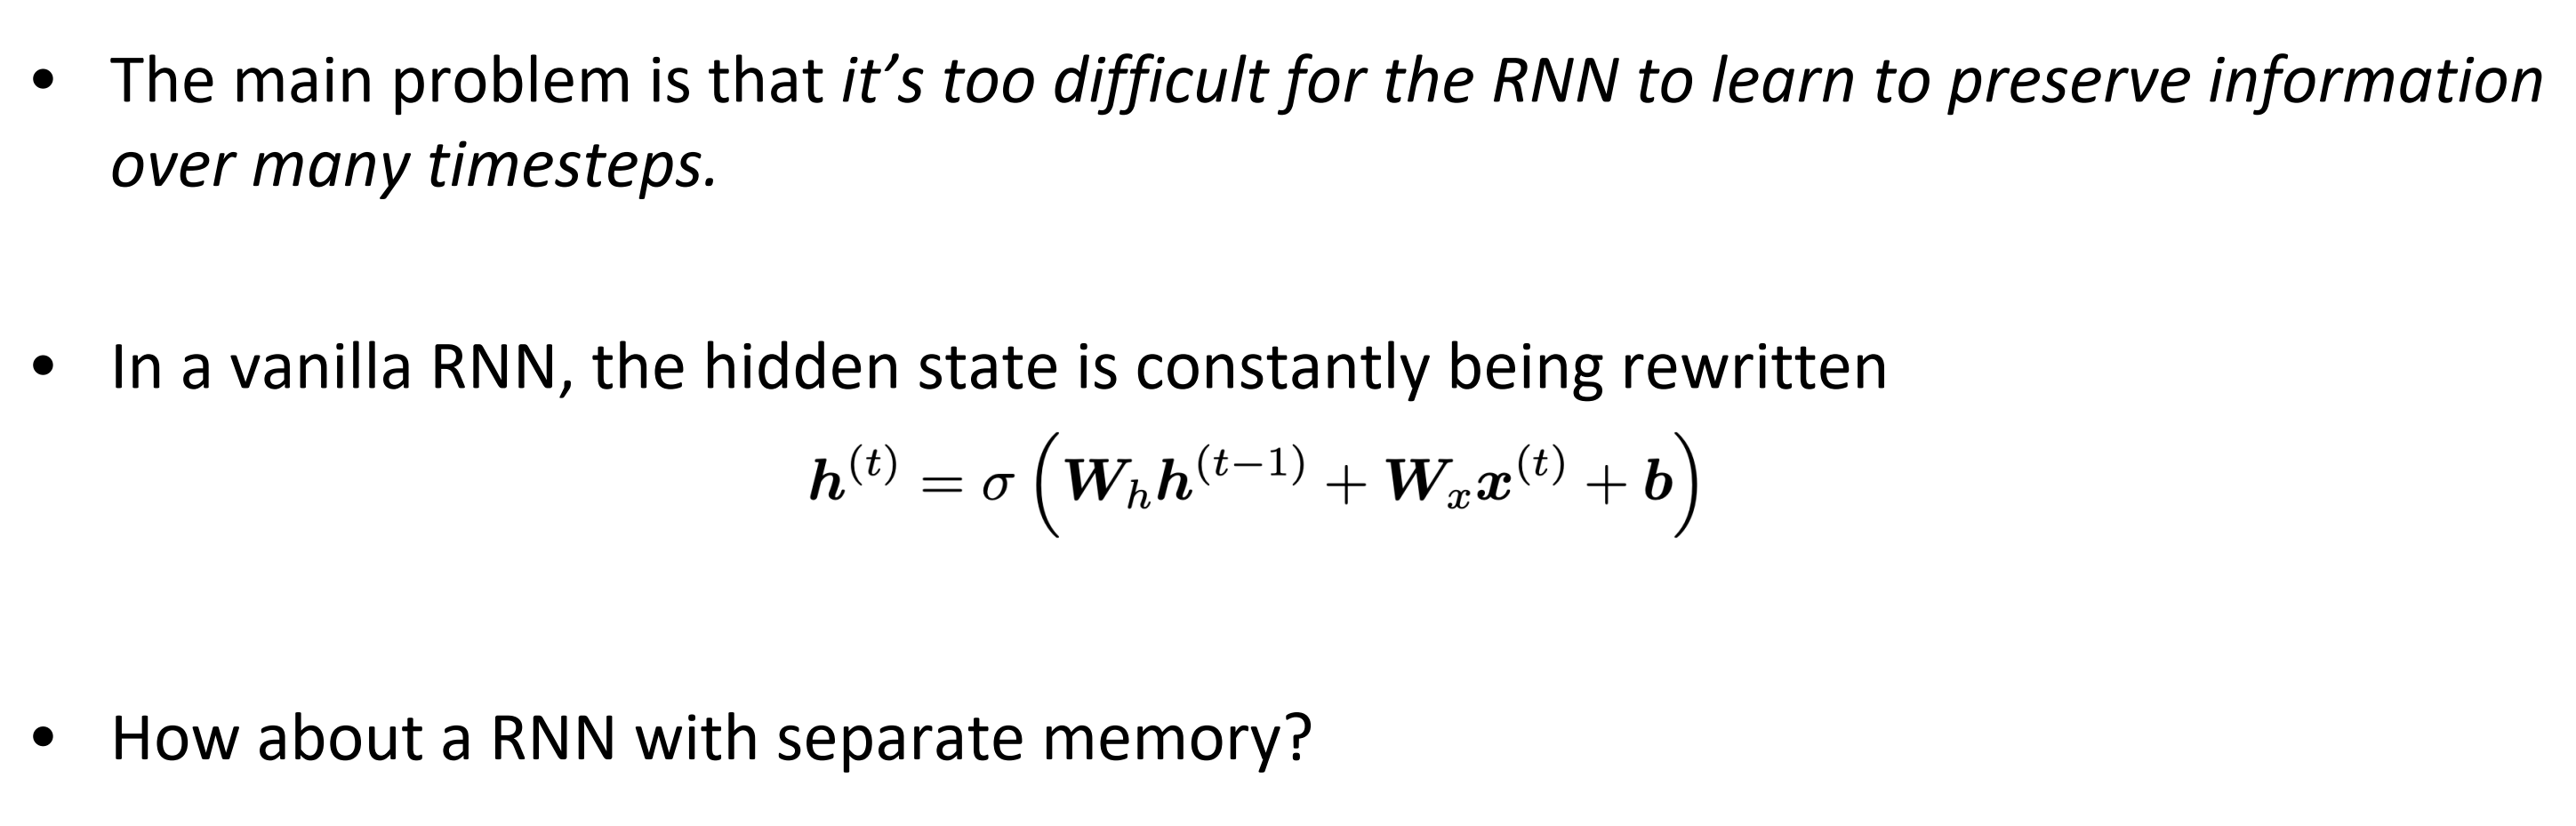 • The main problem is that it's too difficult for the RNN to learn to preserve information
over many timesteps.
• In a vanilla RNN, the hidden state is constantly being rewritten
$\boldsymbol{h}^{(t)} = \sigma\left(\boldsymbol{W}_h \boldsymbol{h}^{(t-1)} + \boldsymbol{W}_x \boldsymbol{x}^{(t)} + \boldsymbol{b}\right)$
• How about a RNN with separate memory?